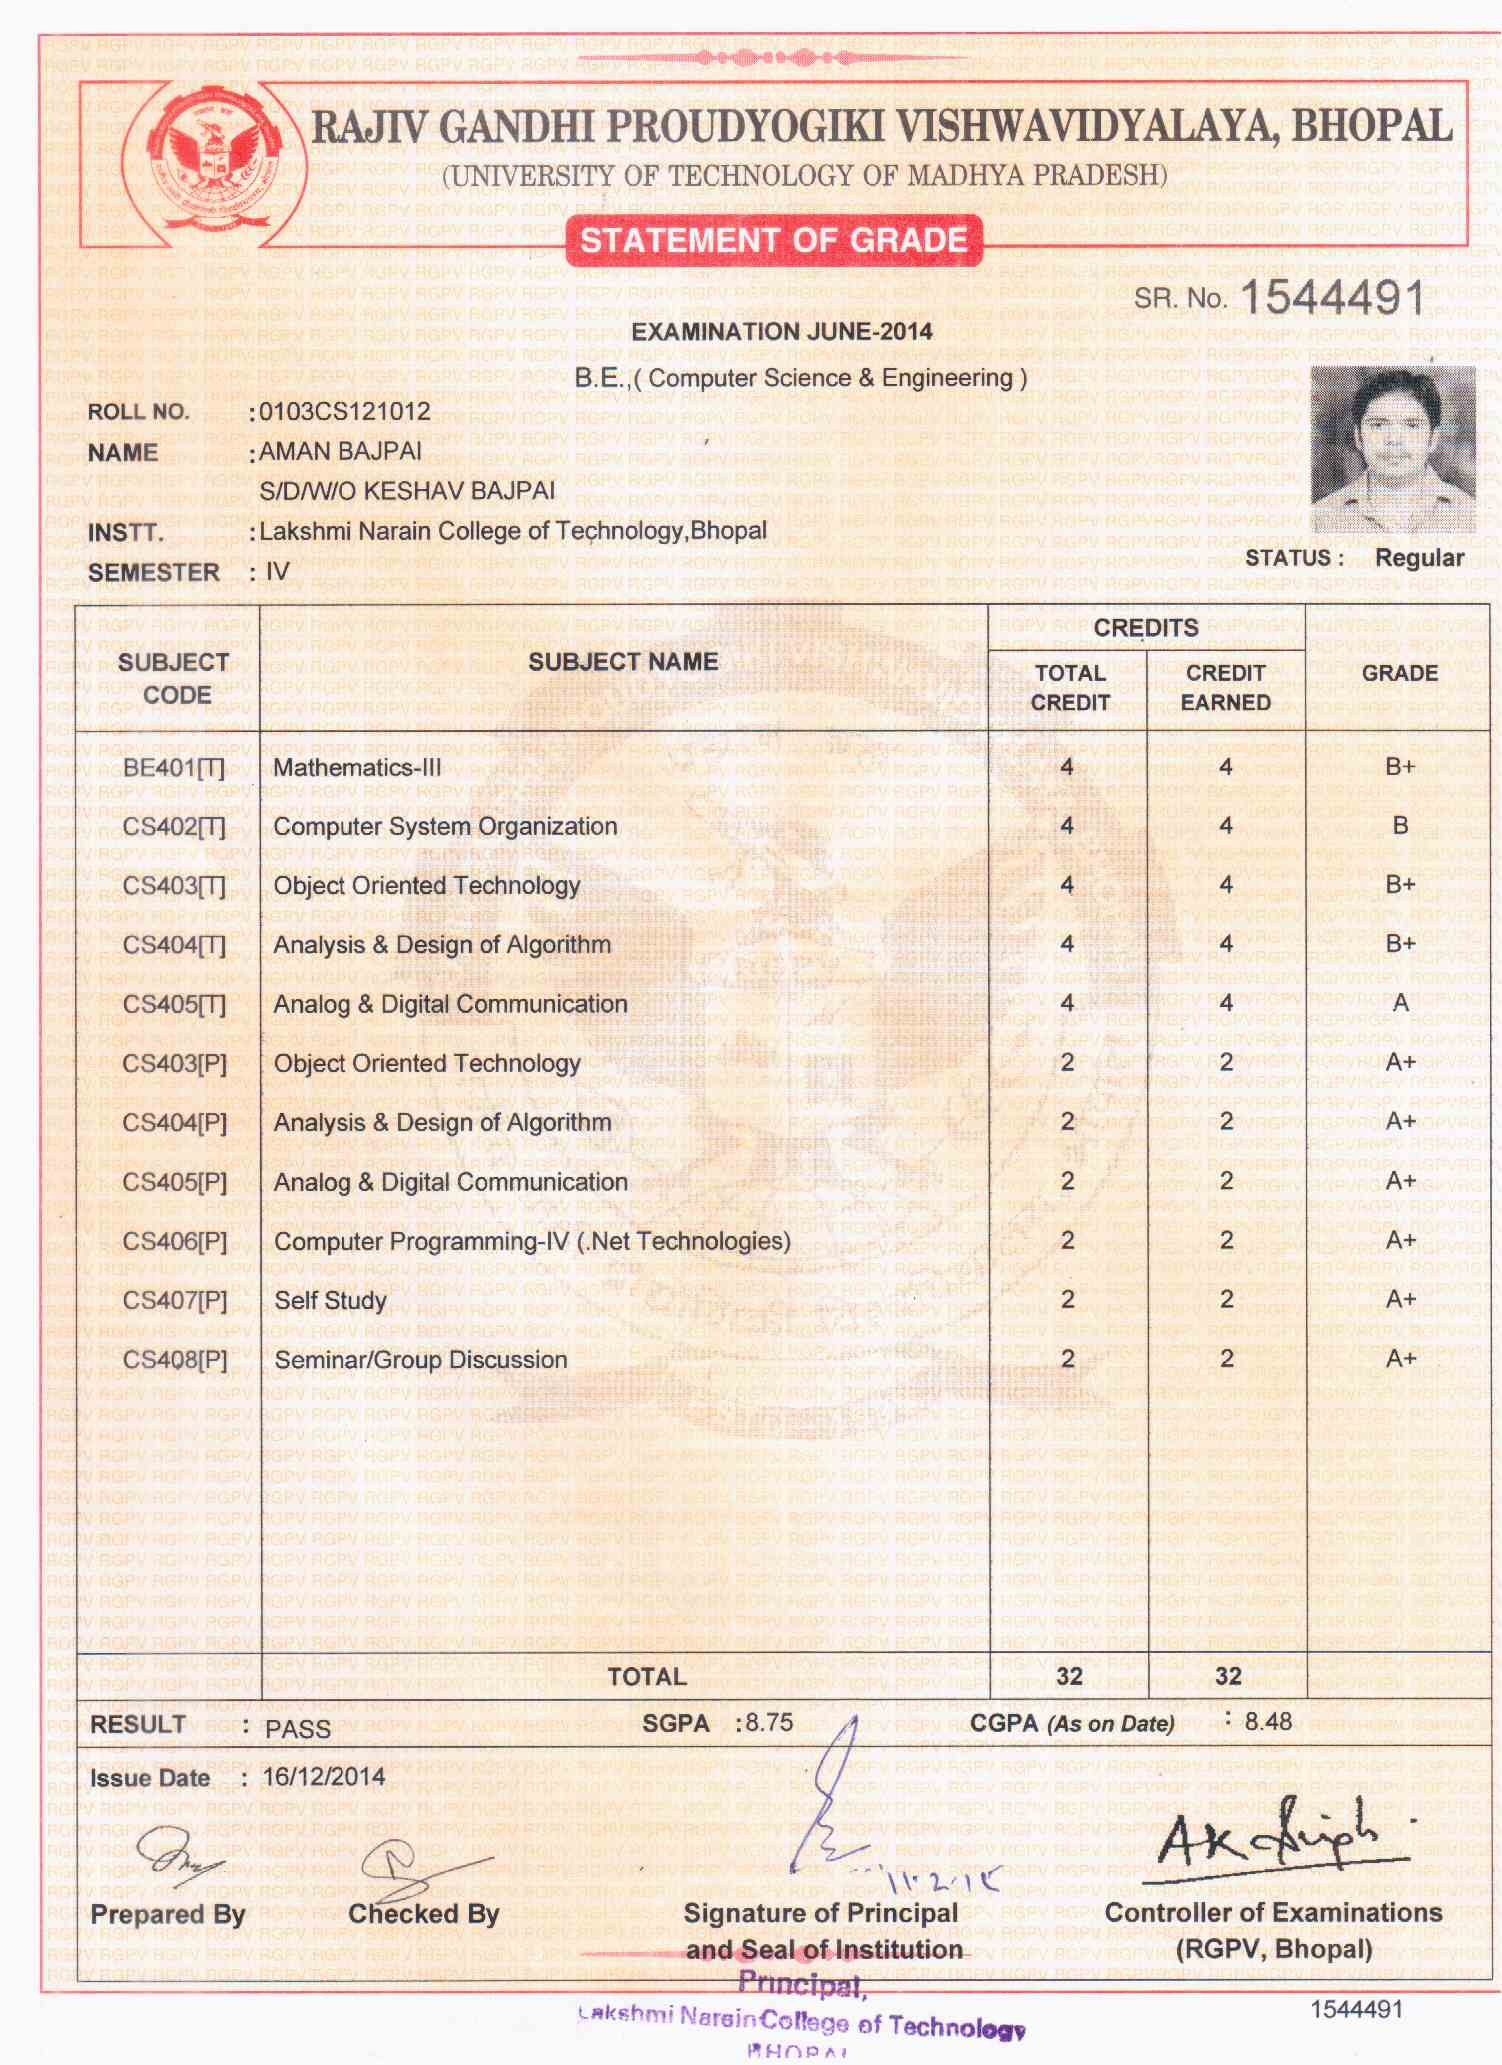 RAJIV GANDHI PROUDYOGIKI VISHWAVIDYALAYA, BHOPAL
(UNIVERSITY OF TECHNOLOGY OF MADHYA PRADESH)
STATEMENT OF GRADE
SR. No. 1544491
EXAMINATION JUNE-2014
B.E.,( Computer Science & Engineering )
ROLL NO. :0103CS121012
NAME :AMAN BAJPAI
S/D/W/O KESHAV BAJPAI
INSTT. :Lakshmi Narain College of Technology,Bhopal
SEMESTER : IV
STATUS : Regular
SUBJECT CODE SUBJECT NAME CREDITS GRADE
TOTAL CREDIT CREDIT EARNED
BE401[T] Mathematics-III 4 4 B+
CS402[T] Computer System Organization 4 4 B
CS403[T] Object Oriented Technology 4 4 B+
CS404[T] Analysis & Design of Algorithm 4 4 B+
CS405[T] Analog & Digital Communication 4 4 A
CS403[P] Object Oriented Technology 2 2 A+
CS404[P] Analysis & Design of Algorithm 2 2 A+
CS405[P] Analog & Digital Communication 2 2 A+
CS406[P] Computer Programming-IV (.Net Technologies) 2 2 A+
CS407[P] Self Study 2 2 A+
CS408[P] Seminar/Group Discussion 2 2 A+
TOTAL 32 32
RESULT : PASS SGPA :8.75 CGPA (As on Date) : 8.48
Issue Date : 16/12/2014
11.2.15
AK Singh
Prepared By Checked By Signature of Principal Controller of Examinations
and Seal of Institution (RGPV, Bhopal)
Principal,
Lakshmi Narain College of Technology
BHOPAL
1544491